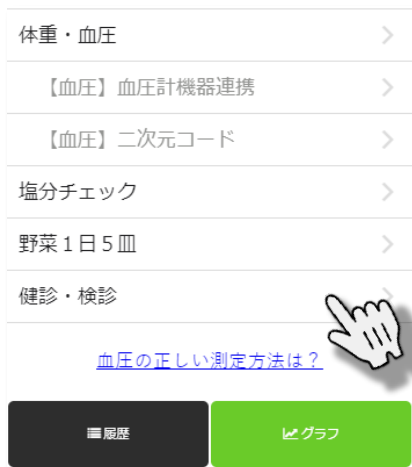 体重・血圧
【血圧】血圧計機器連携
【血圧】二次元コード
塩分チェック
野菜１日５皿
健診・検診
血圧の正しい測定方法は？
履歴 グラフ